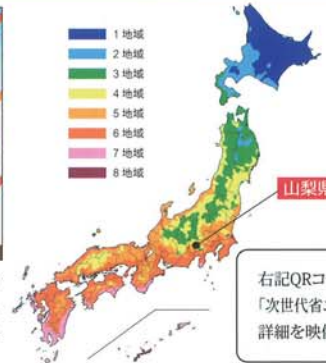 1 地域
2 地域
3 地域
4 地域
5 地域
6 地域
7 地域
8 地域
山梨県
右記QRコ
「次世代省
詳細を映